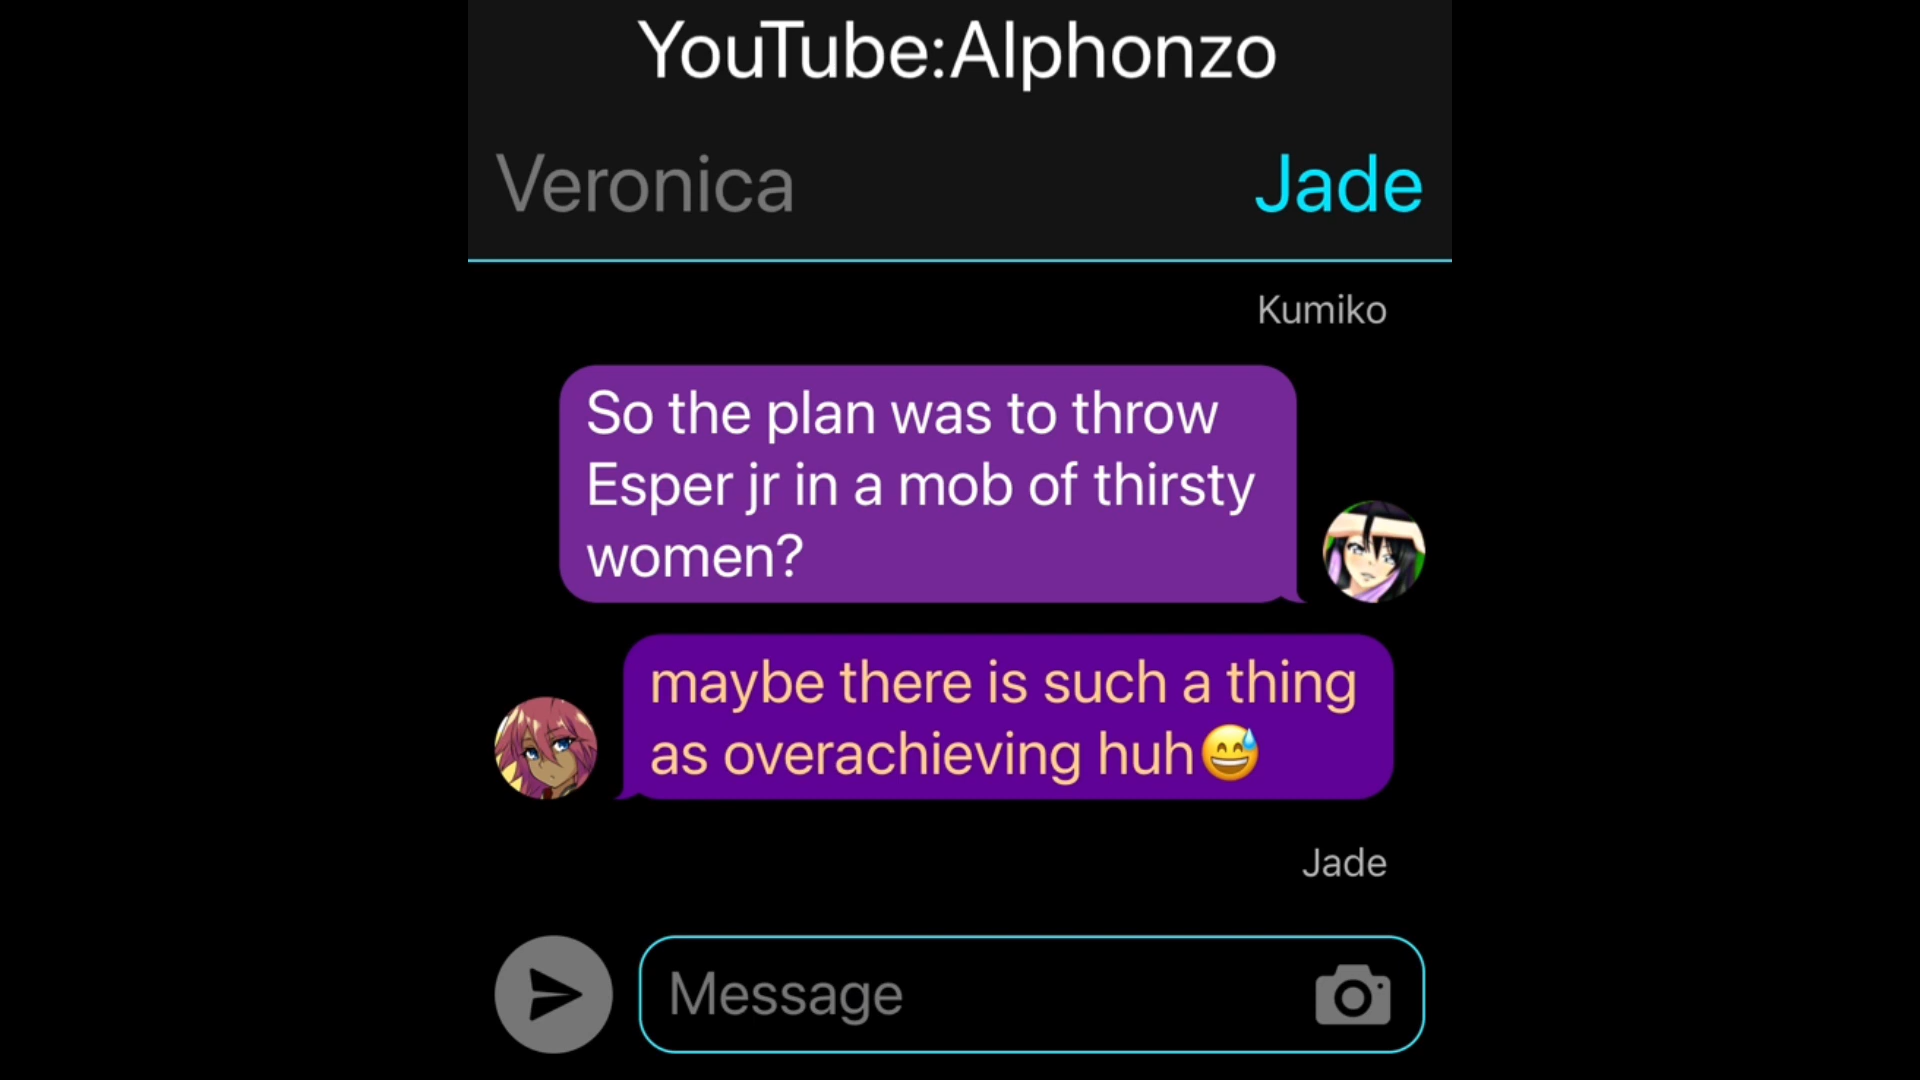 YouTube:Alphonzo
Veronica
Jade
Kumiko
So the plan was to throw
Esper jr in a mob of thirsty
women?
maybe there is such a thing
as overachieving huh😅
Jade
Message